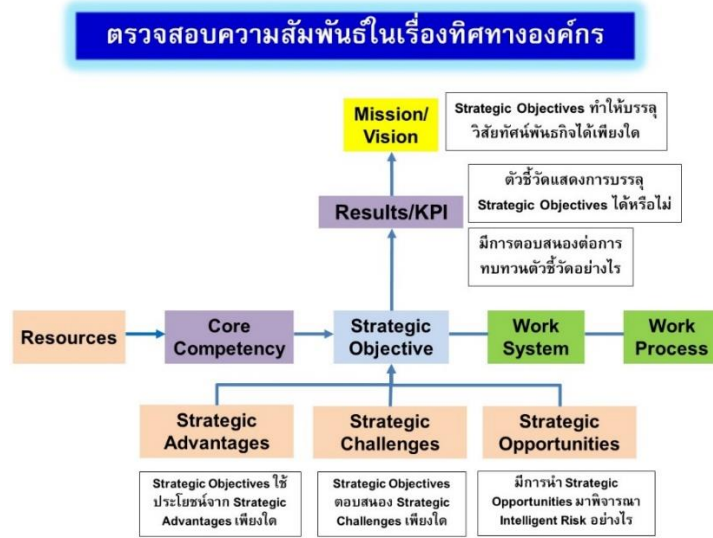 ตรวจสอบความสัมพันธ์ในเรื่องทิศทางองค์กร
Mission/
Vision
Strategic Objectives ทำให้บรรลุ
วิสัยทัศน์พันธกิจได้เพียงใด
Results/KPI
ตัวชี้วัดแสดงการบรรลุ
Strategic Objectives ได้หรือไม่
มีการตอบสนองต่อการ
ทบทวนตัวชี้วัดอย่างไร
Resources
Core
Competency
Strategic
Objective
Work
System
Work
Process
Strategic
Advantages
Strategic
Challenges
Strategic
Opportunities
Strategic Objectives ใช้
ประโยชน์จาก Strategic
Advantages เพียงใด
Strategic Objectives
ตอบสนอง Strategic
Challenges เพียงใด
มีการนำ Strategic
Opportunities มาพิจารณา
Intelligent Risk อย่างไร